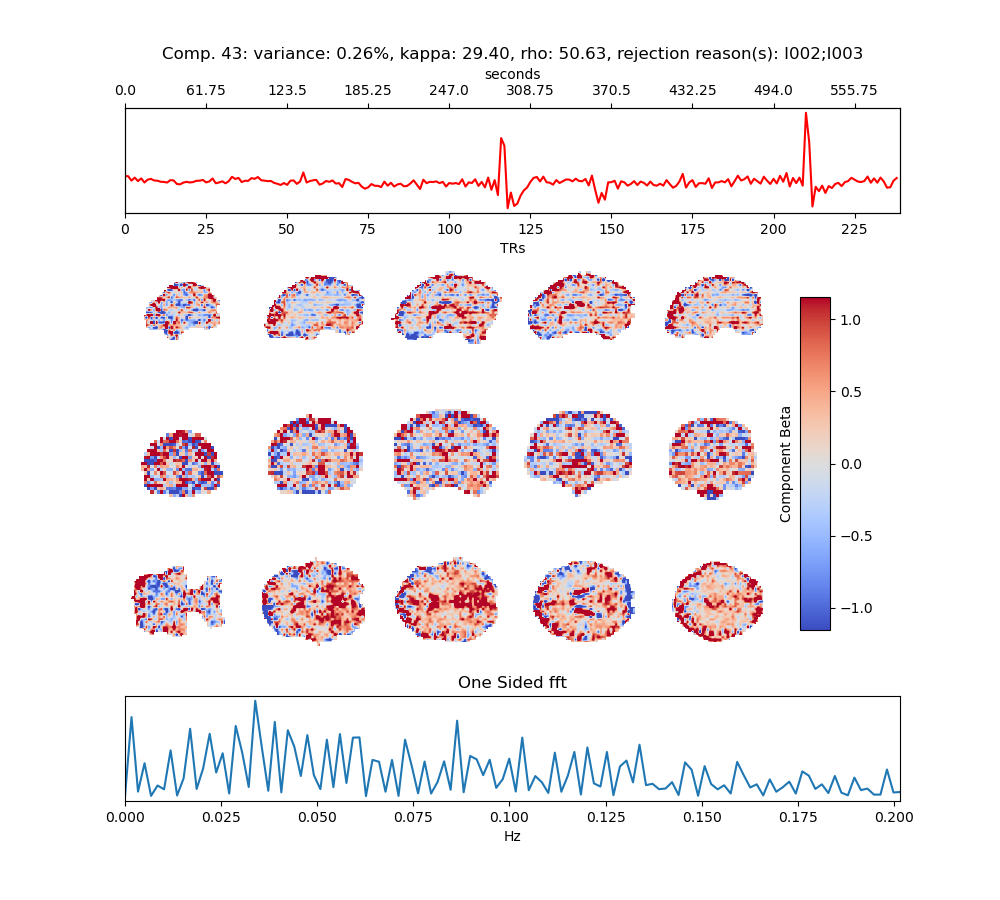 Comp. 43: variance: 0.26%, kappa: 29.40, rho: 50.63, rejection reason(s): I002;I003
seconds
0.0 61.75 123.5 185.25 247.0 308.75 370.5 432.25 494.0 555.75
0 25 50 75 100 125 150 175 200 225
TRs
1.0
0.5
0.0
−0.5
−1.0
Component Beta
One Sided fft
0.000 0.025 0.050 0.075 0.100 0.125 0.150 0.175 0.200
Hz